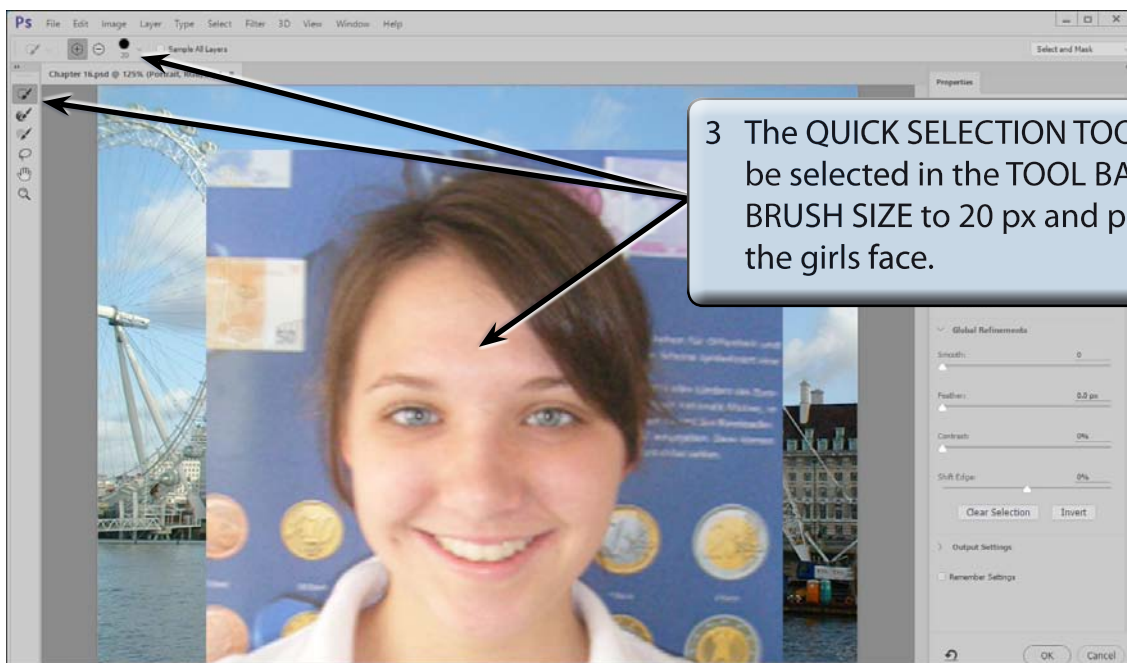 Ps File Edit Image Layer Type Select Filter 3D View Window Help
20 Sample All Layers Select and Mask
Chapter 16.psd @ 125% (Portrait,
Properties
3 The QUICK SELECTION TOO
be selected in the TOOL BA
BRUSH SIZE to 20 px and p
the girls face.
Global Refinements
Smooth: 0
Feather: 0.0 px
Contrast: 0%
Shift Edge: 0%
Clear Selection Invert
Output Settings
Remember Settings
OK Cancel